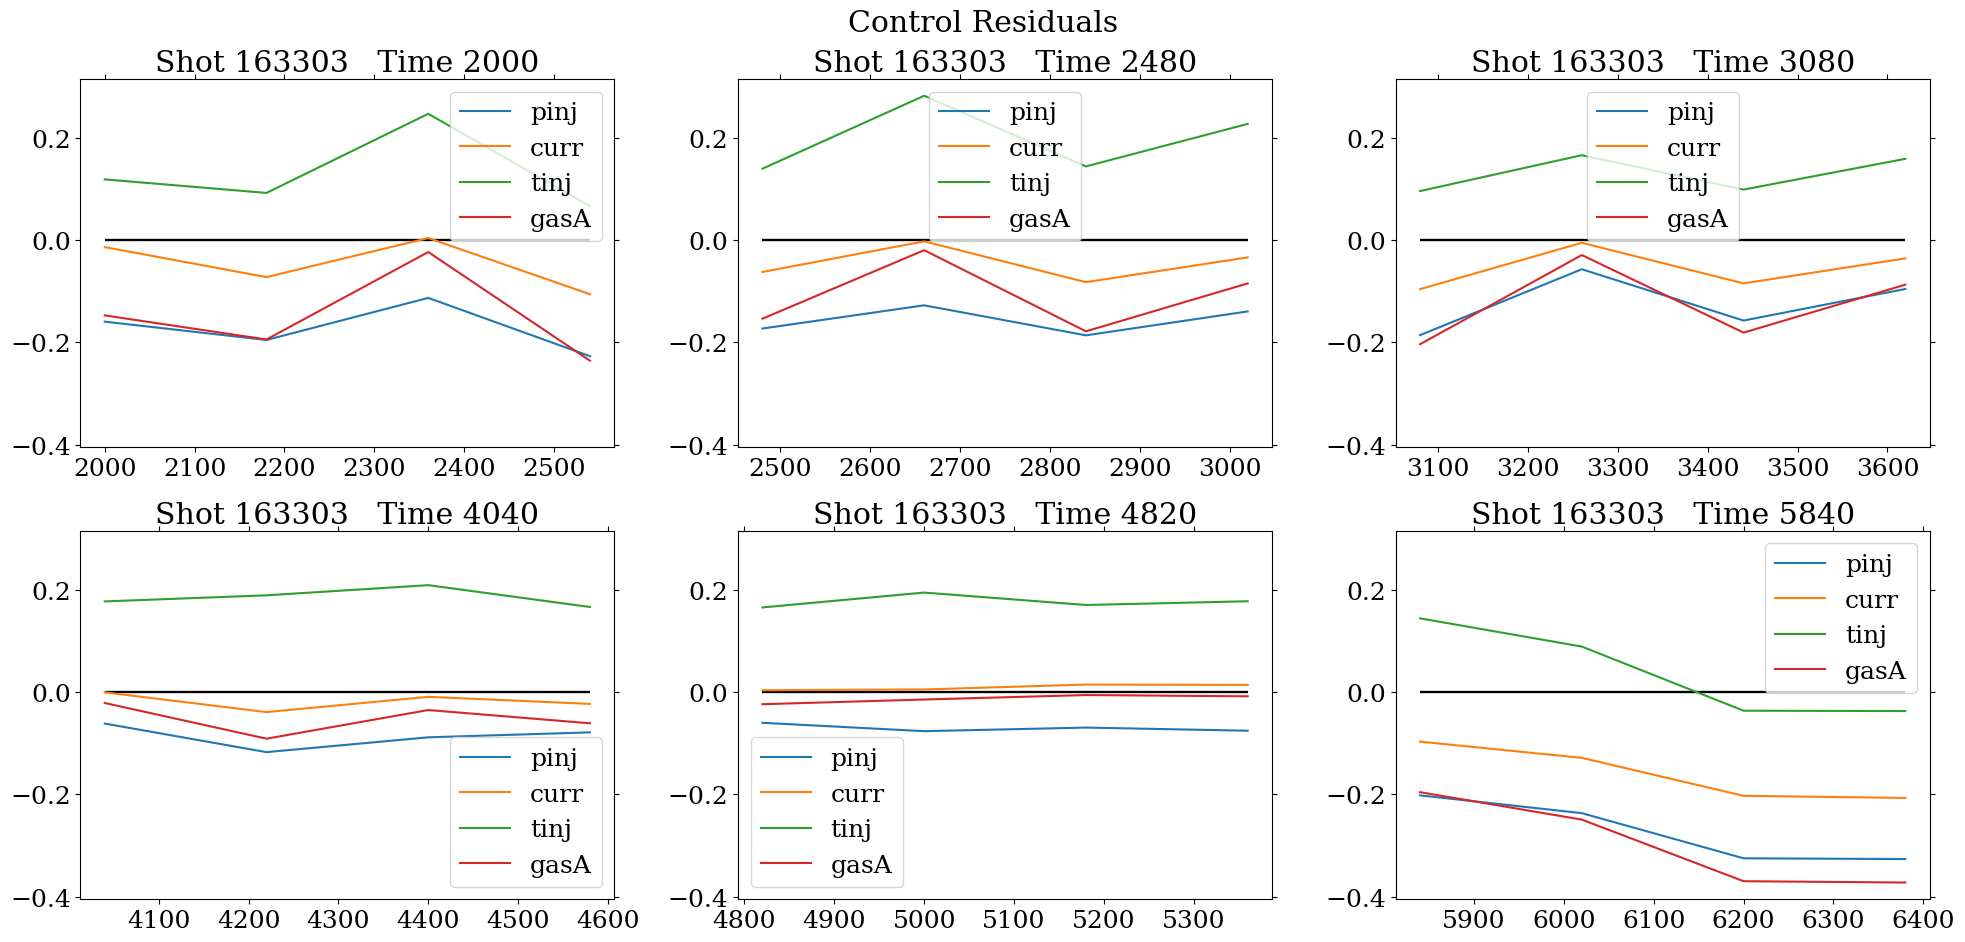 Control Residuals
Shot 163303 Time 2000
Shot 163303 Time 2480
Shot 163303 Time 3080
0.2
0.0
−0.2
−0.4
pinj
curr
tinj
gasA
2000 2100 2200 2300 2400 2500
0.2
0.0
−0.2
−0.4
pinj
curr
tinj
gasA
2500 2600 2700 2800 2900 3000
0.2
0.0
−0.2
−0.4
pinj
curr
tinj
gasA
3100 3200 3300 3400 3500 3600
Shot 163303 Time 4040
Shot 163303 Time 4820
Shot 163303 Time 5840
0.2
0.0
−0.2
−0.4
pinj
curr
tinj
gasA
4100 4200 4300 4400 4500 4600
0.2
0.0
−0.2
−0.4
pinj
curr
tinj
gasA
4800 4900 5000 5100 5200 5300
0.2
0.0
−0.2
−0.4
pinj
curr
tinj
gasA
5900 6000 6100 6200 6300 6400